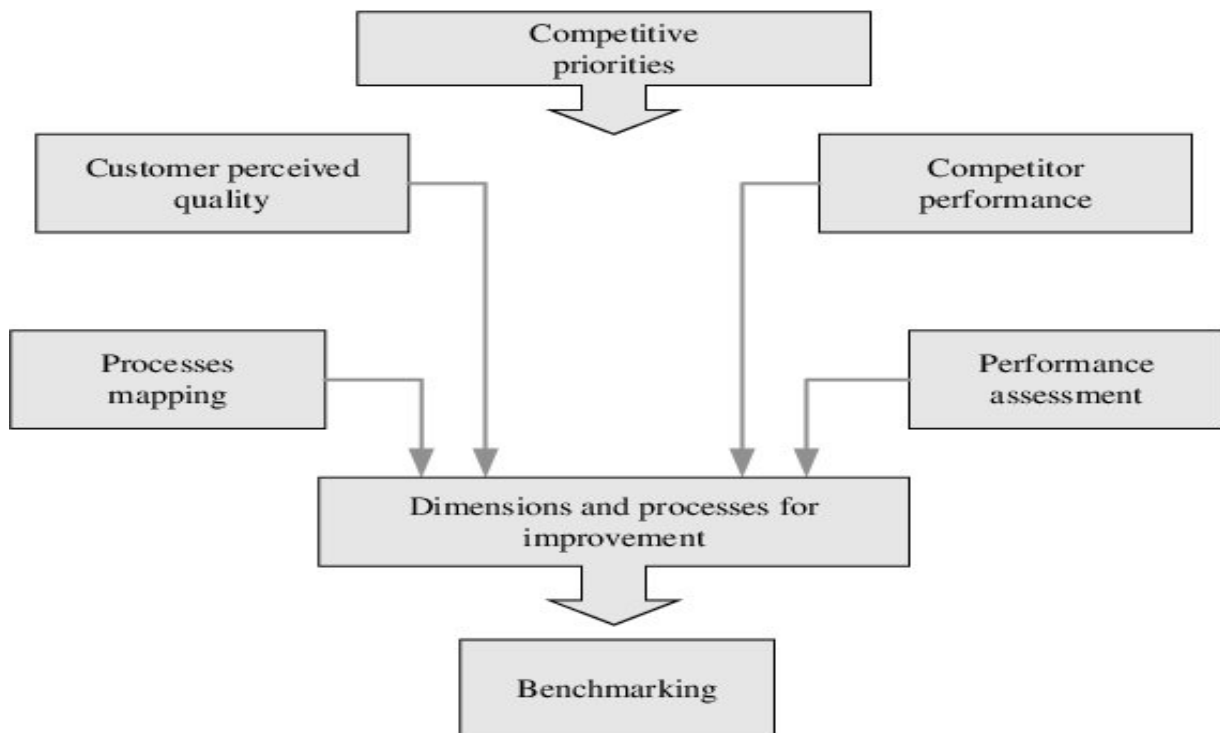 Competitive
priorities
Customer perceived
quality
Competitor
performance
Processes
mapping
Performance
assessment
Dimensions and processes for
improvement
Benchmarking